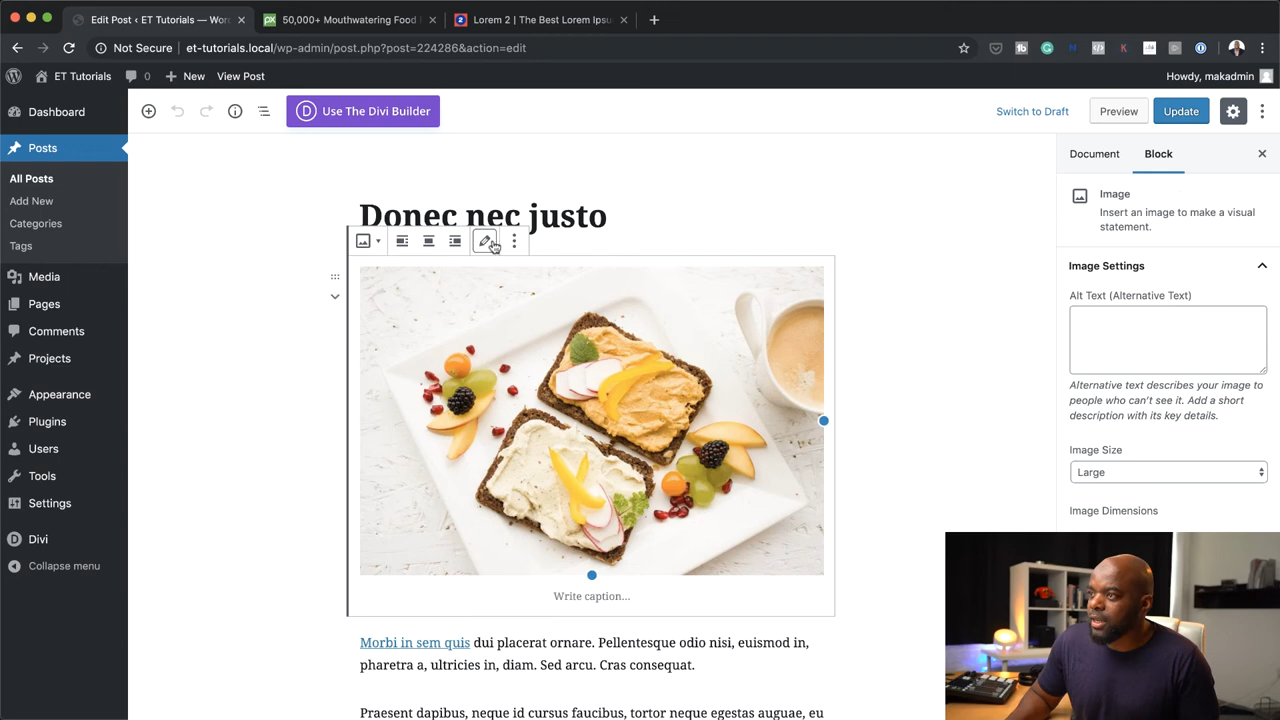 Edit Post ‹ ET Tutorials — Wor
50,000+ Mouthwatering Food
Lorem 2 | The Best Lorem Ipsu
Not Secure | et-tutorials.local/wp-admin/post.php?post=224286&action=edit
ET Tutorials 0 New View Post
Howdy, makadmin
Dashboard
Posts
All Posts
Add New
Categories
Tags
Media
Pages
Comments
Projects
Appearance
Plugins
Users
Tools
Settings
Divi
Collapse menu
D Use The Divi Builder
Switch to Draft
Preview
Update
Donec nec justo
Write caption...
Morbi in sem quis dui placerat ornare. Pellentesque odio nisi, euismod in,
pharetra a, ultricies in, diam. Sed arcu. Cras consequat.
Praesent dapibus, neque id cursus faucibus, tortor neque egestas auguae, eu
Document
Block
Image
Insert an image to make a visual
statement.
Image Settings
Alt Text (Alternative Text)
Alternative text describes your image to
people who can't see it. Add a short
description with its key details.
Image Size
Large
Image Dimensions